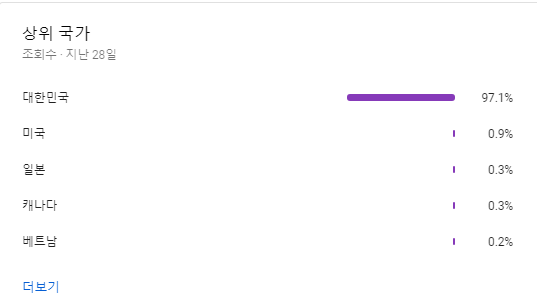 상위 국가
조회수 · 지난 28일
대한민국 97.1%
미국 0.9%
일본 0.3%
캐나다 0.3%
베트남 0.2%
더보기